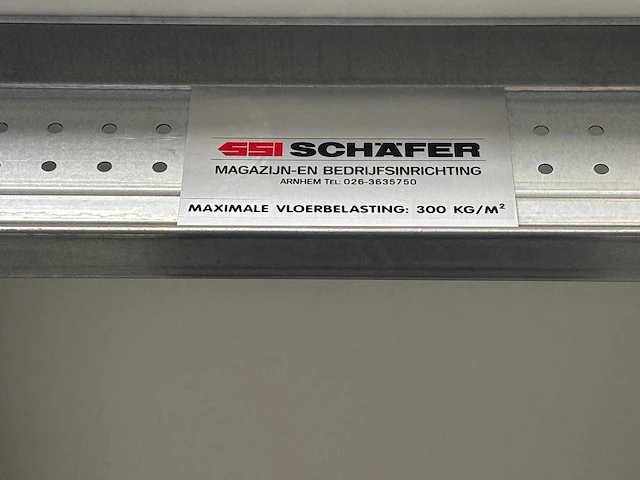 SSI SCHÄFER
MAGAZIJN-EN BEDRIJFSINRICHTING
ARNHEM TEL: 026-3635750
MAXIMALE VLOERBELASTING: 300 KG/M²